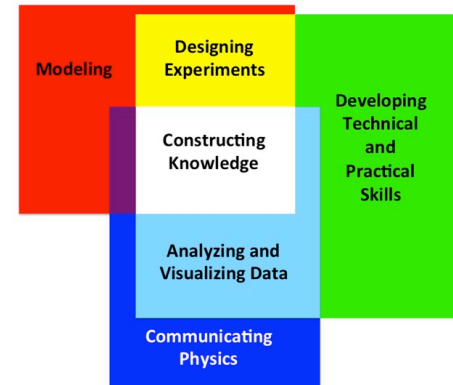 Modeling
Designing
Experiments
Developing
Technical
and
Practical
Skills
Constructing
Knowledge
Analyzing and
Visualizing Data
Communicating
Physics